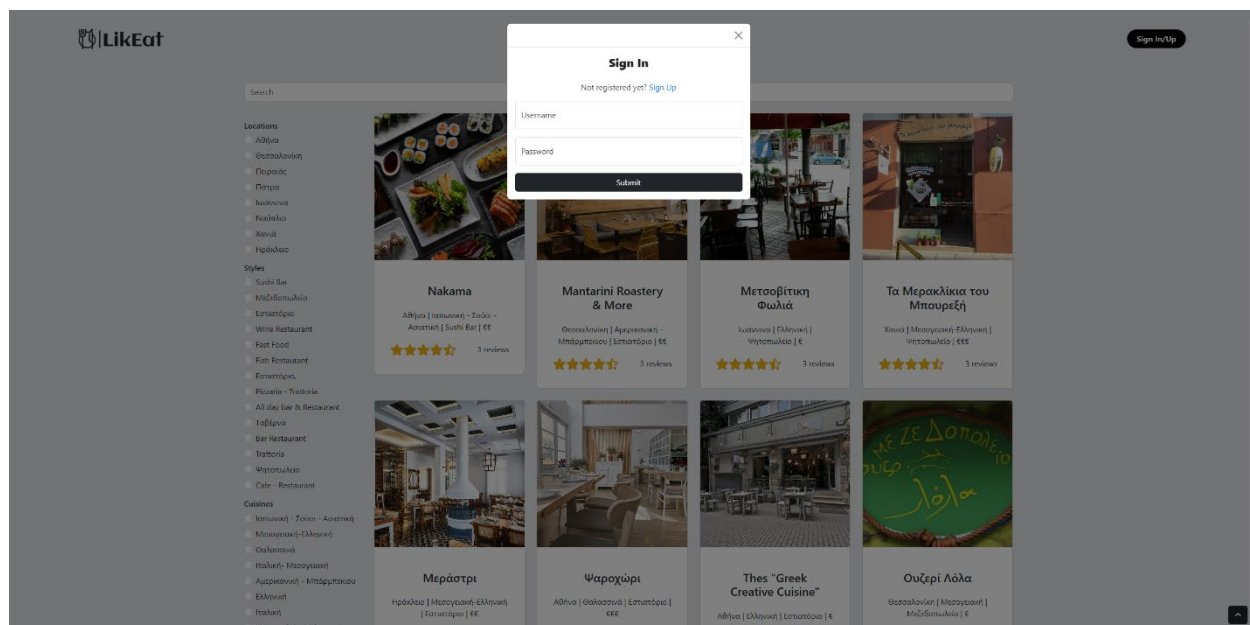 LikEat
Sign In/Up
Sign In
Not registered yet? Sign Up
Username
Password
Submit
Search
Locations
Αθήνα
Θεσσαλονίκη
Πειραιάς
Πάτρα
Ιωάννινα
Ναύπλιο
Χανιά
Ηράκλειο
Styles
Sushi Bar
Μεζεδοπωλείο
Εστιατόριο
Wine Restaurant
Fast Food
Fish Restaurant
Εστιατόριο,
Pizzaria - Trattoria
All day bar & Restaurant
Ταβέρνα
Bar Restaurant
Trattoria
Ψητοπωλείο
Cafe - Restaurant
Cuisines
Ιαπωνική - Σούσι - Ασιατική
Μεσογειακή-Ελληνική
Θαλασσινά
Ιταλική- Μεσογειακή
Αμερικανική - Μπάρμπεκιου
Ελληνική
Ιταλική
Nakama
Αθήνα | Ιαπωνική - Σούσι -
Ασιατική | Sushi Bar | €€
3 reviews
Mantarini Roastery
& More
Θεσσαλονίκη | Αμερικανική -
Μπάρμπεκιου | Εστιατόριο | €€
3 reviews
Μετσοβίτικη
Φωλιά
Ιωάννινα | Ελληνική |
Ψητοπωλείο | €
3 reviews
Τα Μερακλίκια του
Μπουρεξή
Χανιά | Μεσογειακή-Ελληνική |
Ψητοπωλείο | €€€
3 reviews
Μεράστρι
Ηράκλειο | Μεσογειακή-Ελληνική
| Εστιατόριο | €€
Ψαροχώρι
Αθήνα | Θαλασσινά | Εστιατόριο |
€€€
Thes "Greek
Creative Cuisine"
Αθήνα | Ελληνική | Εστιατόριο | €
ΜΕΖΕΔοπωλείο
Λόλα
Ουζερί Λόλα
Θεσσαλονίκη | Μεσογειακή |
Μεζεδοπωλείο | €